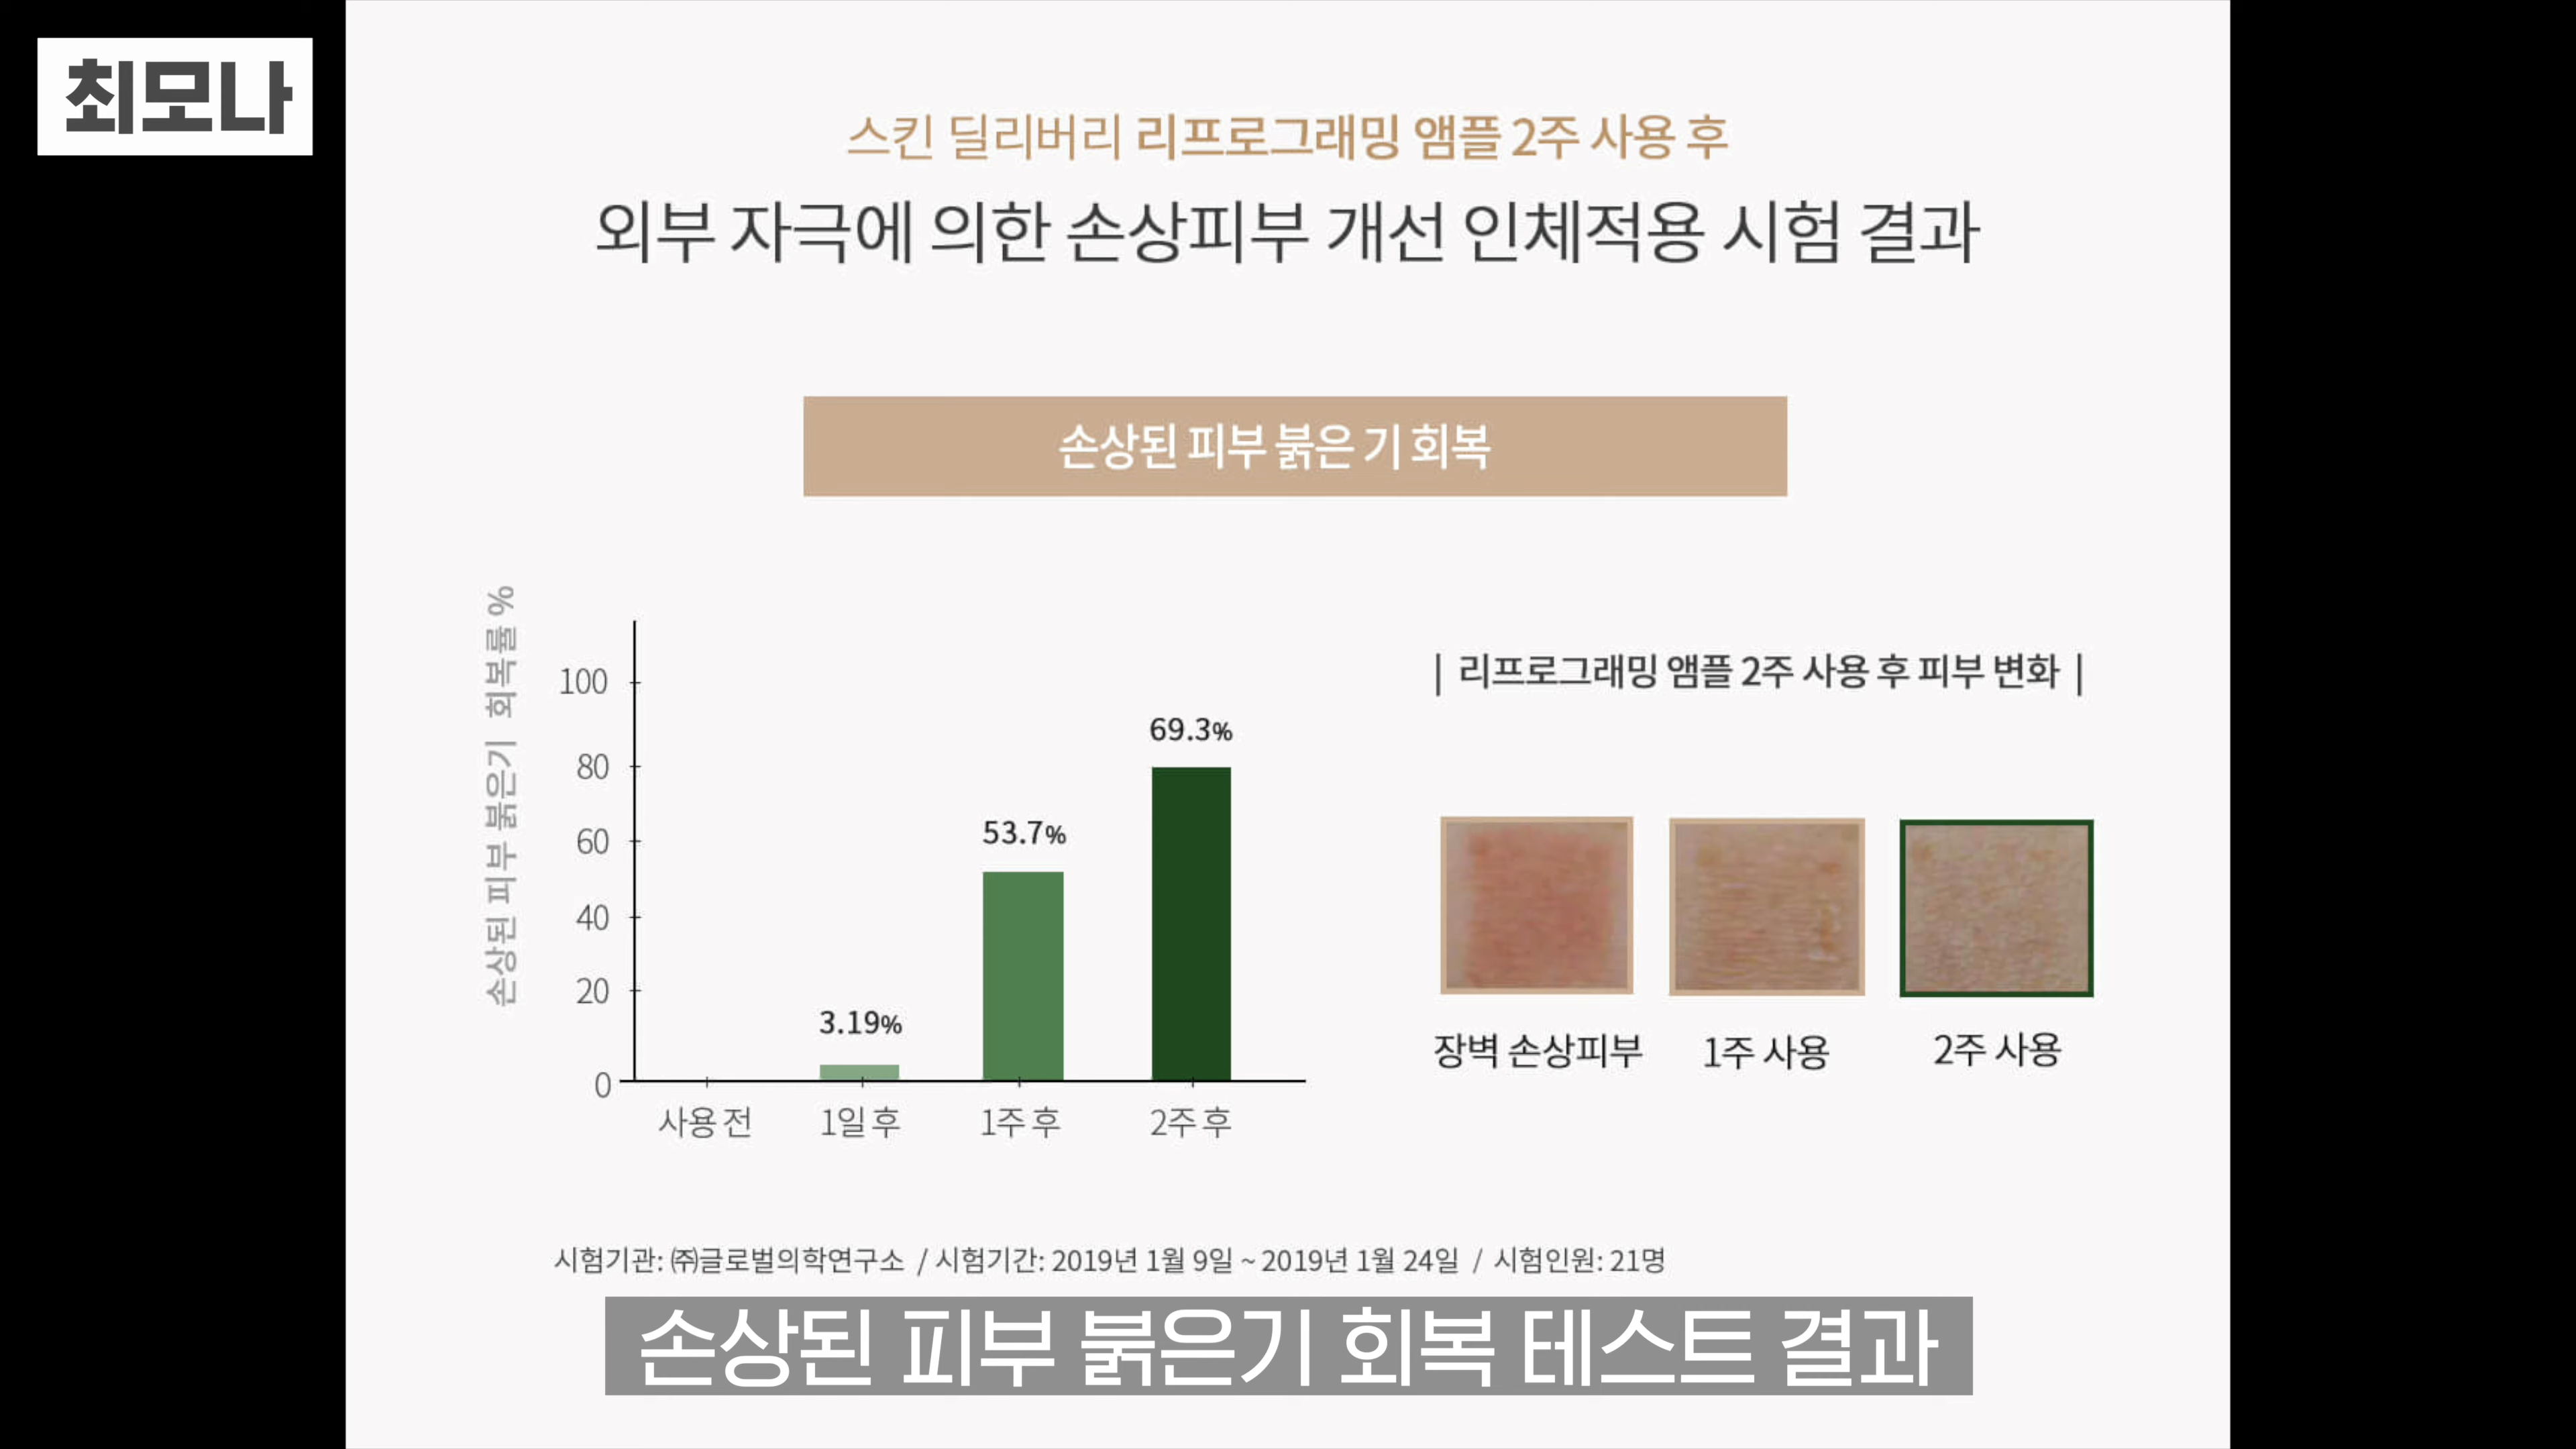 최모나
스킨 딜리버리 리프로그래밍 앰플 2주 사용 후
외부 자극에 의한 손상피부 개선 인체적용 시험 결과
손상된 피부 붉은 기 회복
손상된 피부 붉은기 회복률 %
100
80
60
40
20
0
3.19%
53.7%
69.3%
사용 전
1일 후
1주 후
2주 후
| 리프로그래밍 앰플 2주 사용 후 피부 변화 |
장벽 손상피부
1주 사용
2주 사용
시험기관: ㈜글로벌의학연구소 / 시험기간: 2019년 1월 9일 ~ 2019년 1월 24일 / 시험인원: 21명
손상된 피부 붉은기 회복 테스트 결과